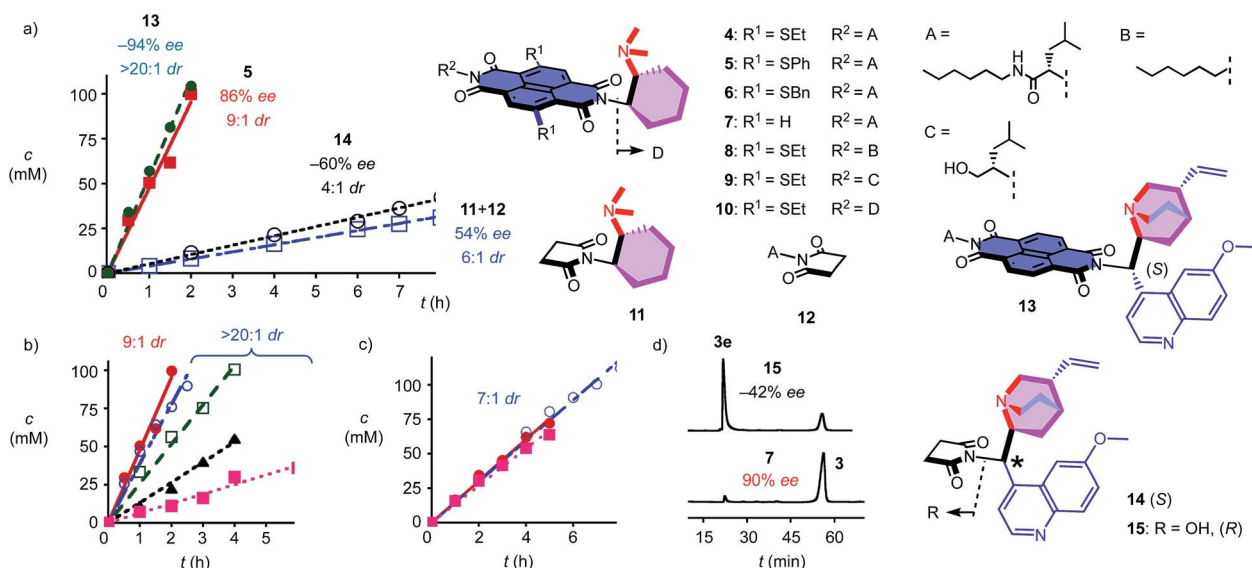 a)
13
–94% ee
>20:1 dr
5
86% ee
9:1 dr
14
–60% ee
4:1 dr
11+12
54% ee
6:1 dr
c
(mM)
100
75
50
25
0
0 1 2 3 4 5 6 7 t (h)
R¹
N
O O
R²–N N
O O
R¹
D
N
O
N
O
11
4: R¹ = SEt R² = A
5: R¹ = SPh R² = A
6: R¹ = SBn R² = A
7: R¹ = H R² = A
8: R¹ = SEt R² = B
9: R¹ = SEt R² = C
10: R¹ = SEt R² = D
A O
N
O
12
A =
H
N
O
B =
C =
HO
N
O O
A–N N
O O
(S)
O
N
13
b)
9:1 dr
>20:1 dr
c
(mM)
100
75
50
25
0
1 2 3 4 5
t (h)
c)
7:1 dr
c
(mM)
100
75
50
25
0
0 2 4 6
t (h)
d)
3e
15
–42% ee
7
90% ee
3
15 30 45 60
t (min)
N
O
N
O
*
O
R
N
14 (S)
15: R = OH, (R)